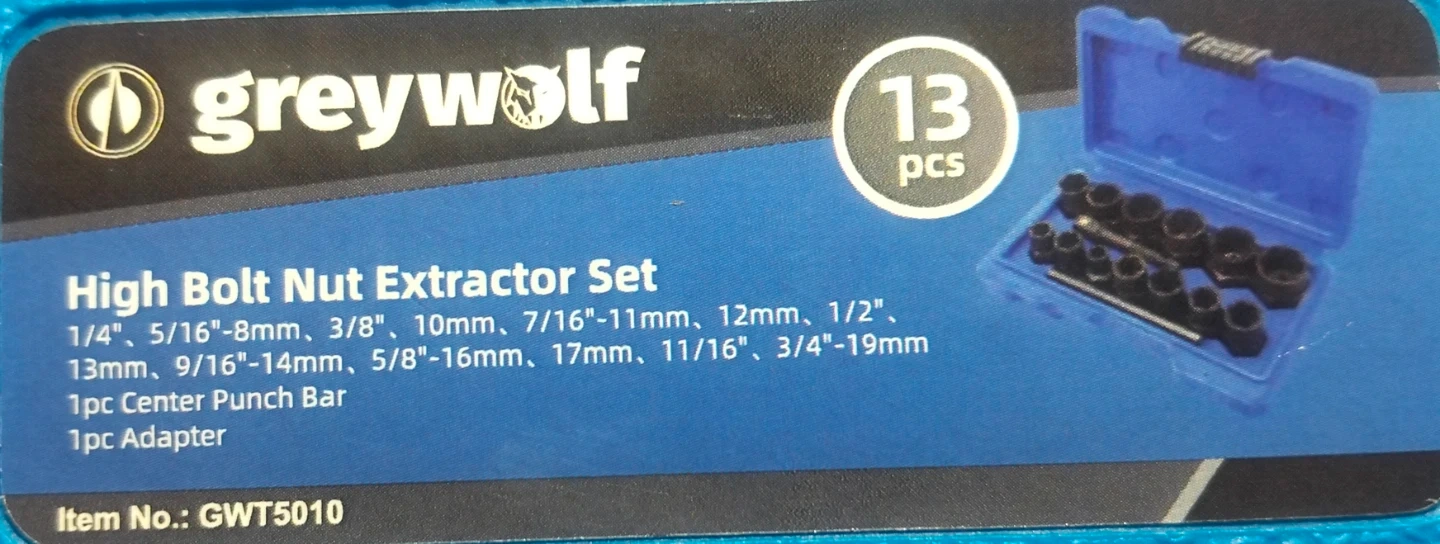 greywolf
13
pcs
High Bolt Nut Extractor Set
1/4"、5/16"-8mm、3/8"、10mm、7/16"-11mm、12mm、1/2"、
13mm、9/16"-14mm、5/8"-16mm、17mm、11/16"、3/4"-19mm
1pc Center Punch Bar
1pc Adapter
Item No.: GWT5010